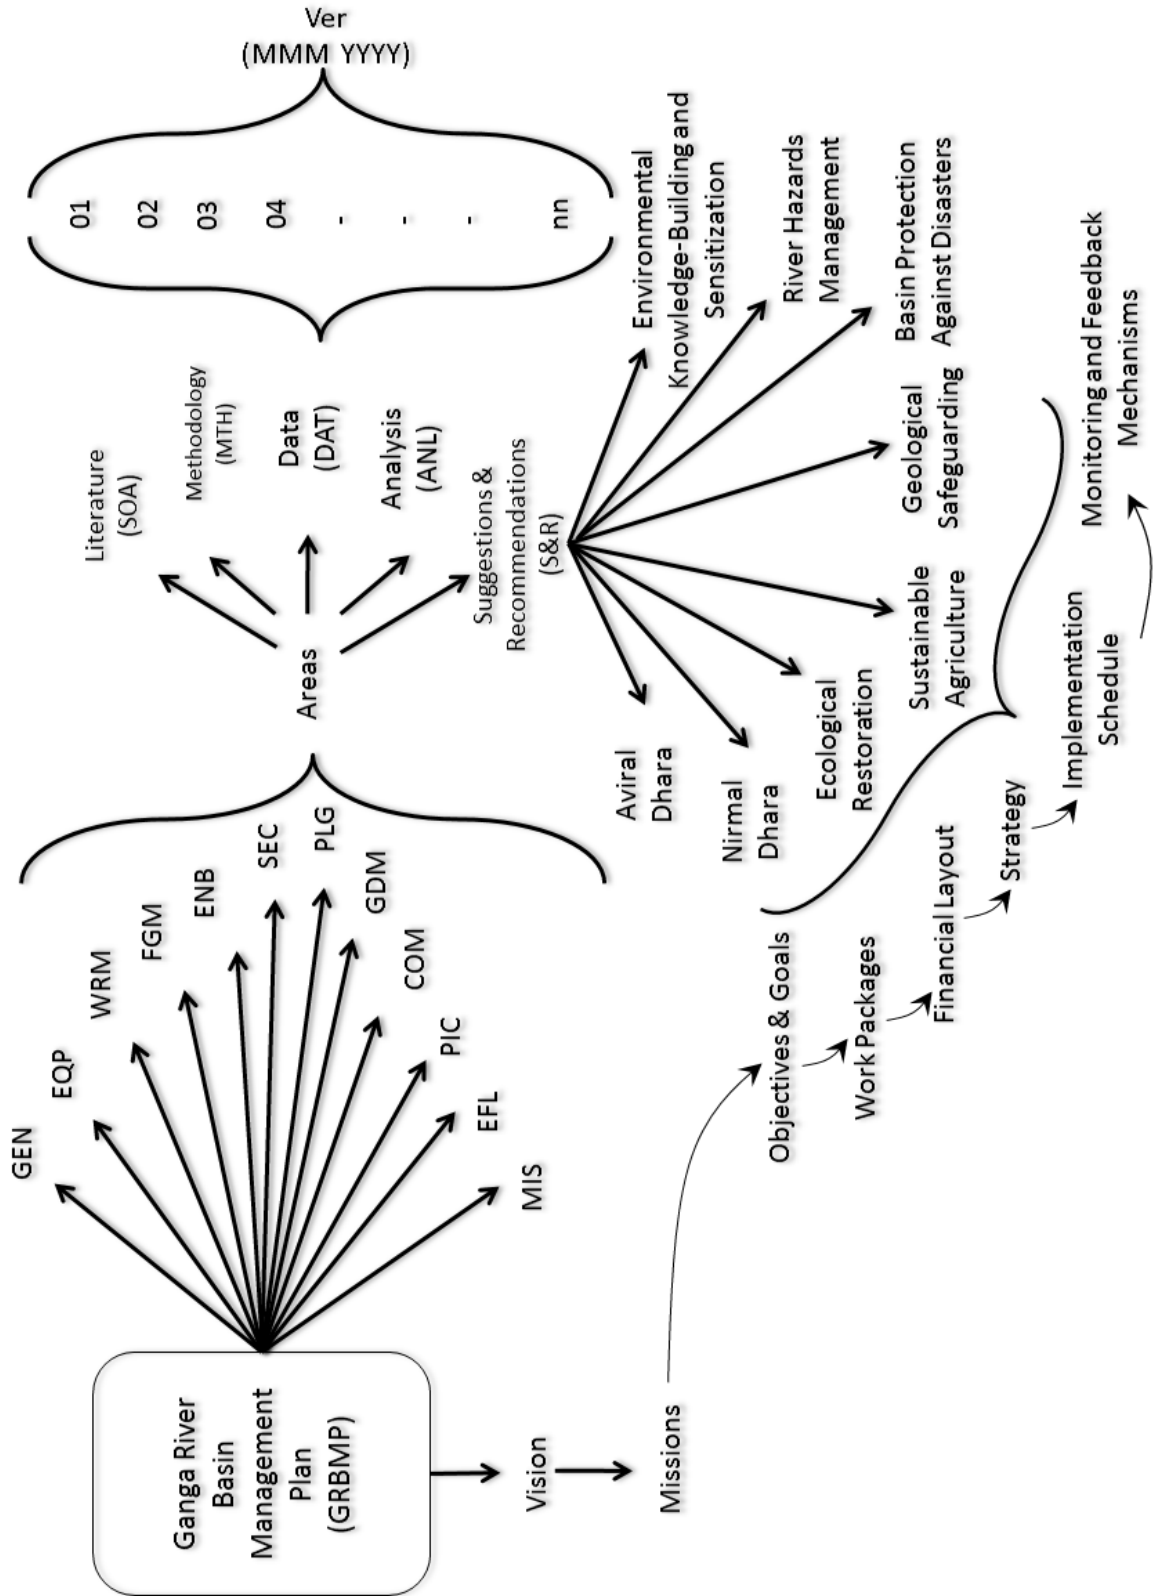 Ganga River
Basin
Management
Plan
(GRBMP)
GEN
EQP
WRM
FGM
ENB
SEC
PLG
GDM
COM
PIC
EFL
MIS
Areas
Literature
(SOA)
Methodology
(MTH)
Data
(DAT)
Analysis
(ANL)
Suggestions &
Recommendations
(S&R)
01
02
03
04
-
-
-
nn
Ver
(MMM YYYY)
Aviral
Dhara
Nirmal
Dhara
Ecological
Restoration
Sustainable
Agriculture
Geological
Safeguarding
Basin Protection
Against Disasters
River Hazards
Management
Environmental
Knowledge-Building and
Sensitization
Vision
Missions
Objectives & Goals
Work Packages
Financial Layout
Strategy
Implementation
Schedule
Monitoring and Feedback
Mechanisms